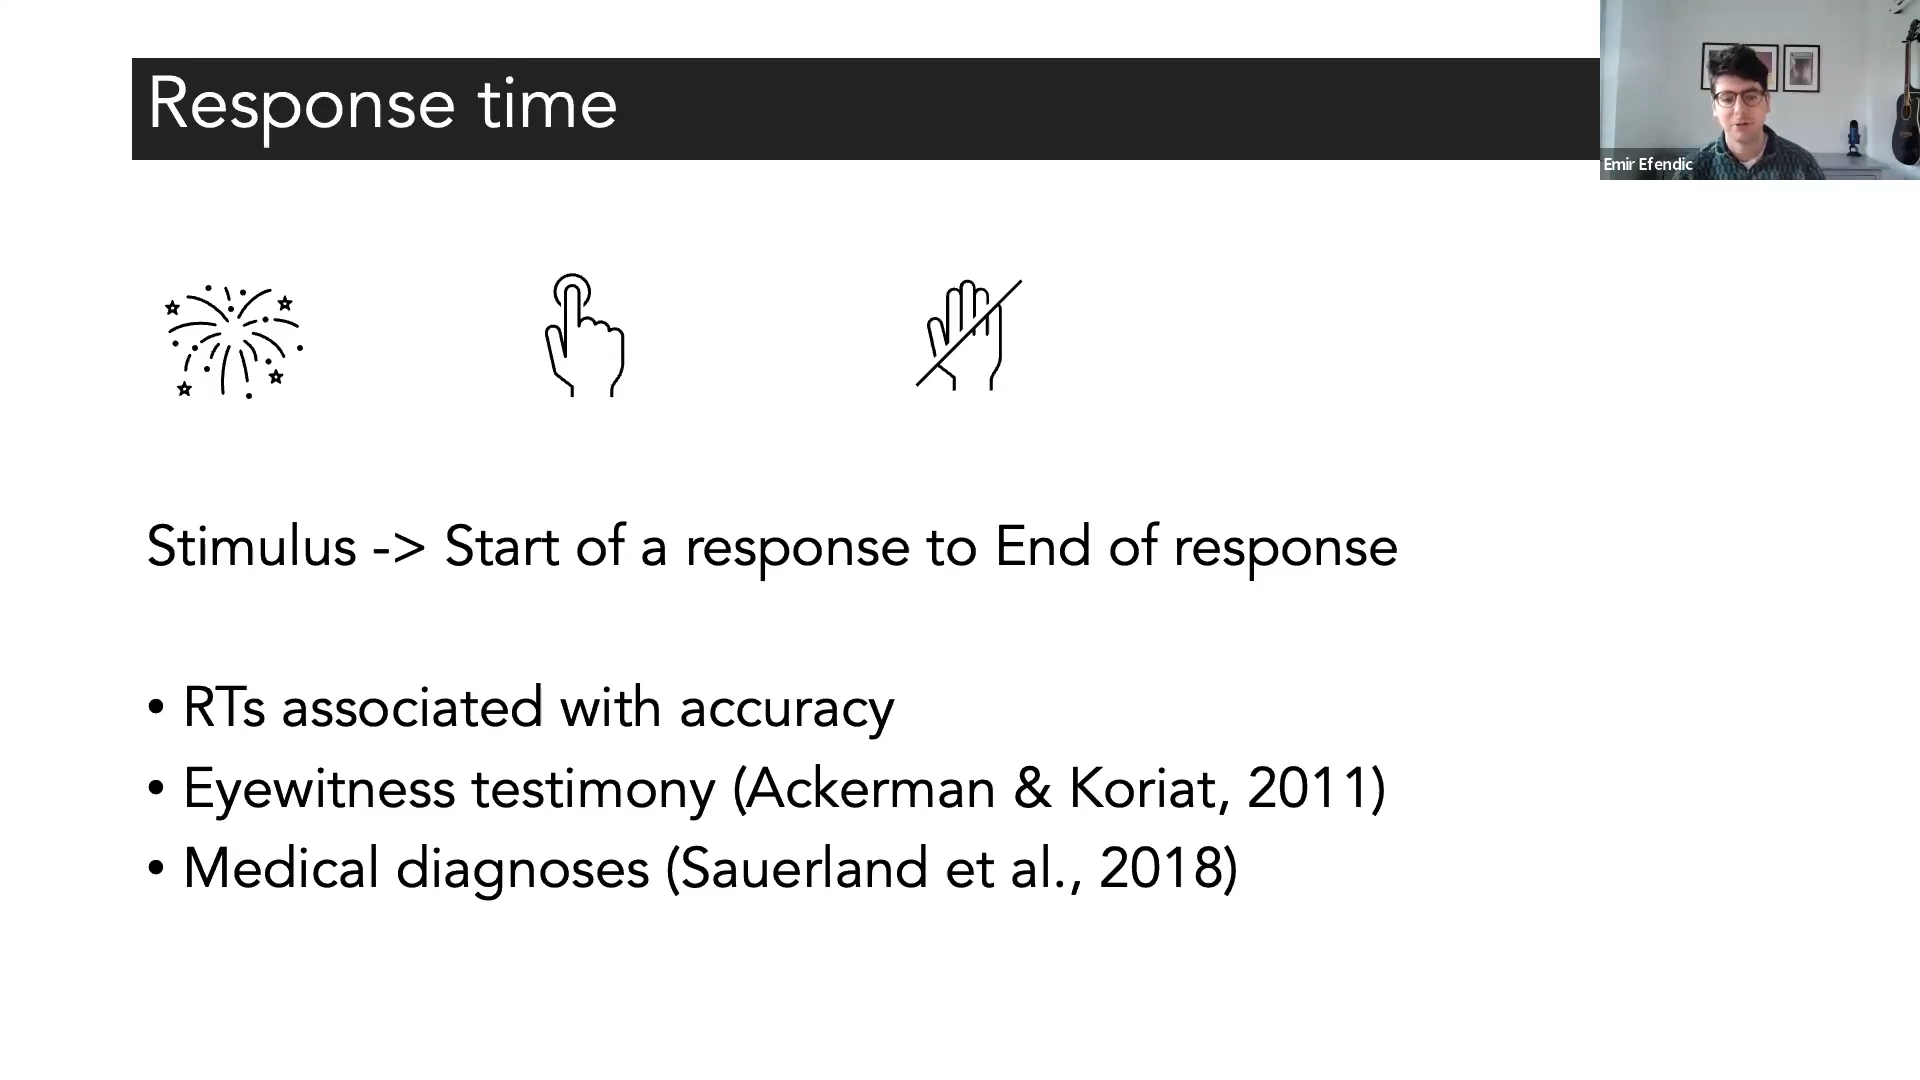 Response time
Emir Efendic
Stimulus -> Start of a response to End of response
• RTs associated with accuracy
• Eyewitness testimony (Ackerman & Koriat, 2011)
• Medical diagnoses (Sauerland et al., 2018)